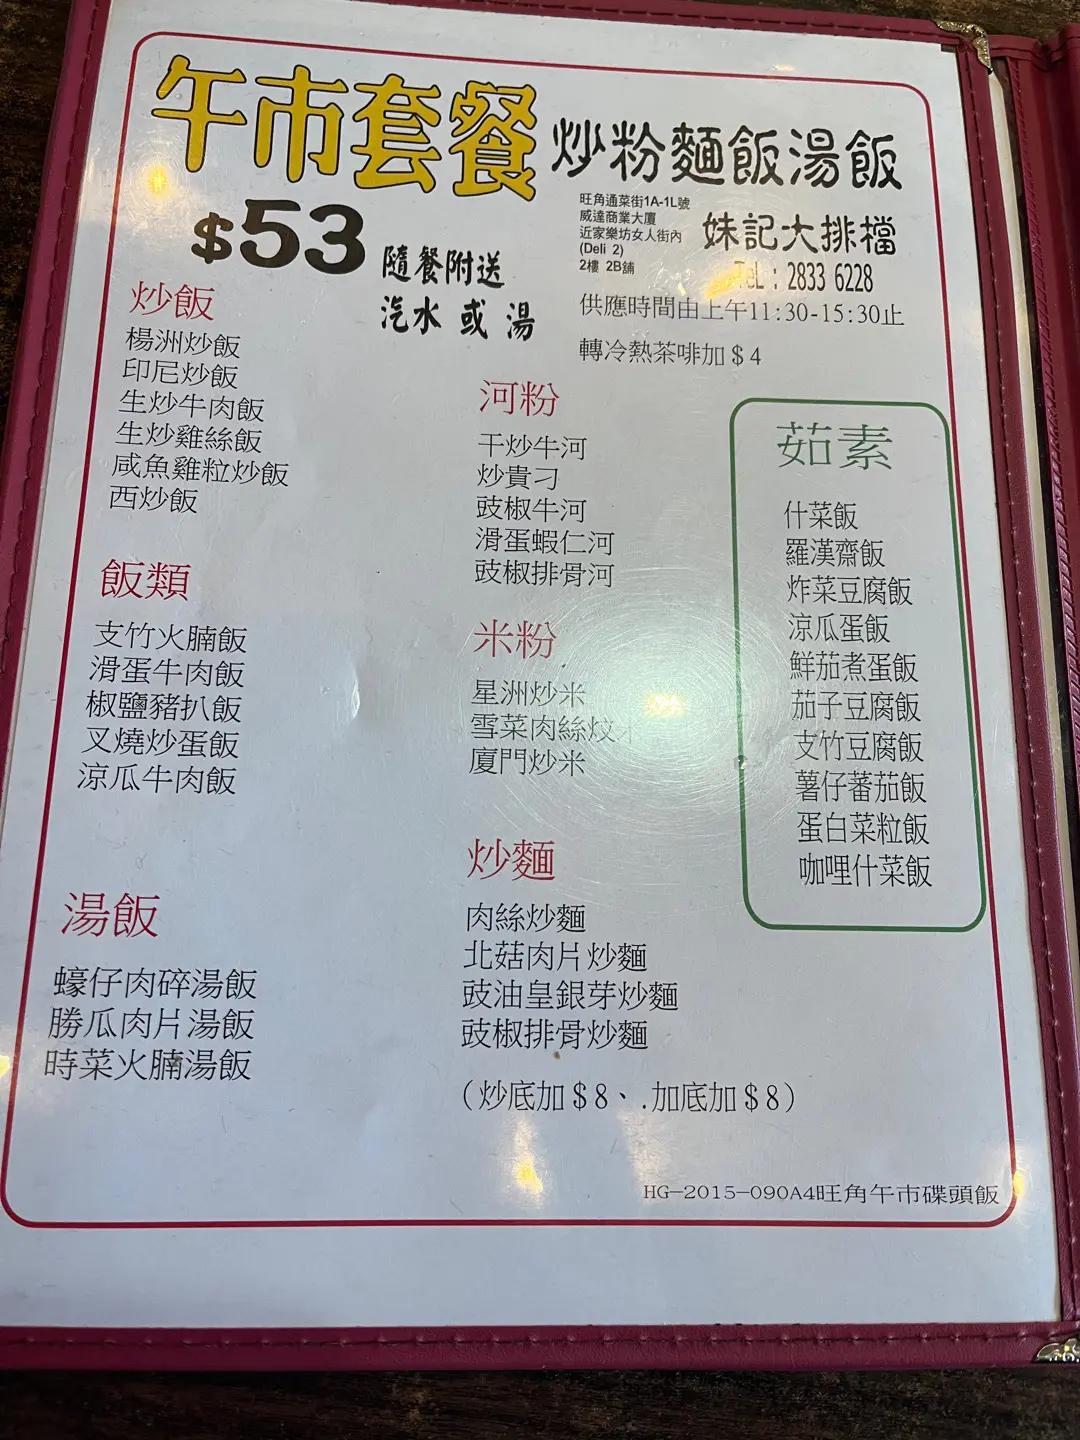 午市套餐 炒粉麵飯湯飯
$53
隨餐附送
汽水 或 湯
旺角通菜街1A-1L號
威達商業大廈
近家樂坊女人街內
(Deli 2)
2樓 2B舖
妹記大排檔
TeL : 2833 6228
供應時間由上午11:30-15:30止
轉冷熱茶啡加＄4
炒飯
楊洲炒飯
印尼炒飯
生炒牛肉飯
生炒雞絲飯
咸魚雞粒炒飯
西炒飯
飯類
支竹火腩飯
滑蛋牛肉飯
椒鹽豬扒飯
叉燒炒蛋飯
涼瓜牛肉飯
湯飯
蠔仔肉碎湯飯
勝瓜肉片湯飯
時菜火腩湯飯
河粉
干炒牛河
炒貴刁
豉椒牛河
滑蛋蝦仁河
豉椒排骨河
米粉
星洲炒米
雪菜肉絲炆米
廈門炒米
炒麵
肉絲炒麵
北菇肉片炒麵
豉油皇銀芽炒麵
豉椒排骨炒麵
（炒底加＄8、.加底加＄8）
茹素
什菜飯
羅漢齋飯
炸菜豆腐飯
涼瓜蛋飯
鮮茄煮蛋飯
茄子豆腐飯
支竹豆腐飯
薯仔蕃茄飯
蛋白菜粒飯
咖哩什菜飯
HG-2015-090A4旺角午市碟頭飯